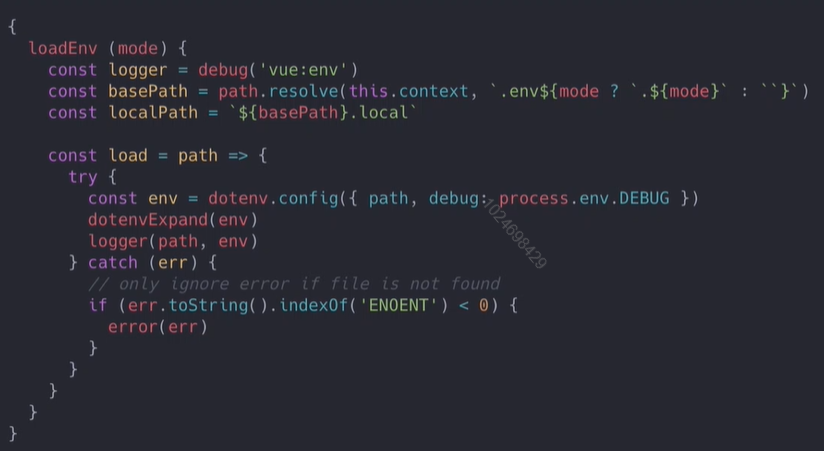 {
  loadEnv (mode) {
    const logger = debug('vue:env')
    const basePath = path.resolve(this.context, `.env${mode ? `.${mode}` : ``}`)
    const localPath = `${basePath}.local`

    const load = path => {
      try {
        const env = dotenv.config({ path, debug: process.env.DEBUG })
        dotenvExpand(env)
        logger(path, env)
      } catch (err) {
        // only ignore error if file is not found
        if (err.toString().indexOf('ENOENT') < 0) {
          error(err)
        }
      }
    }
  }
}
1024698429